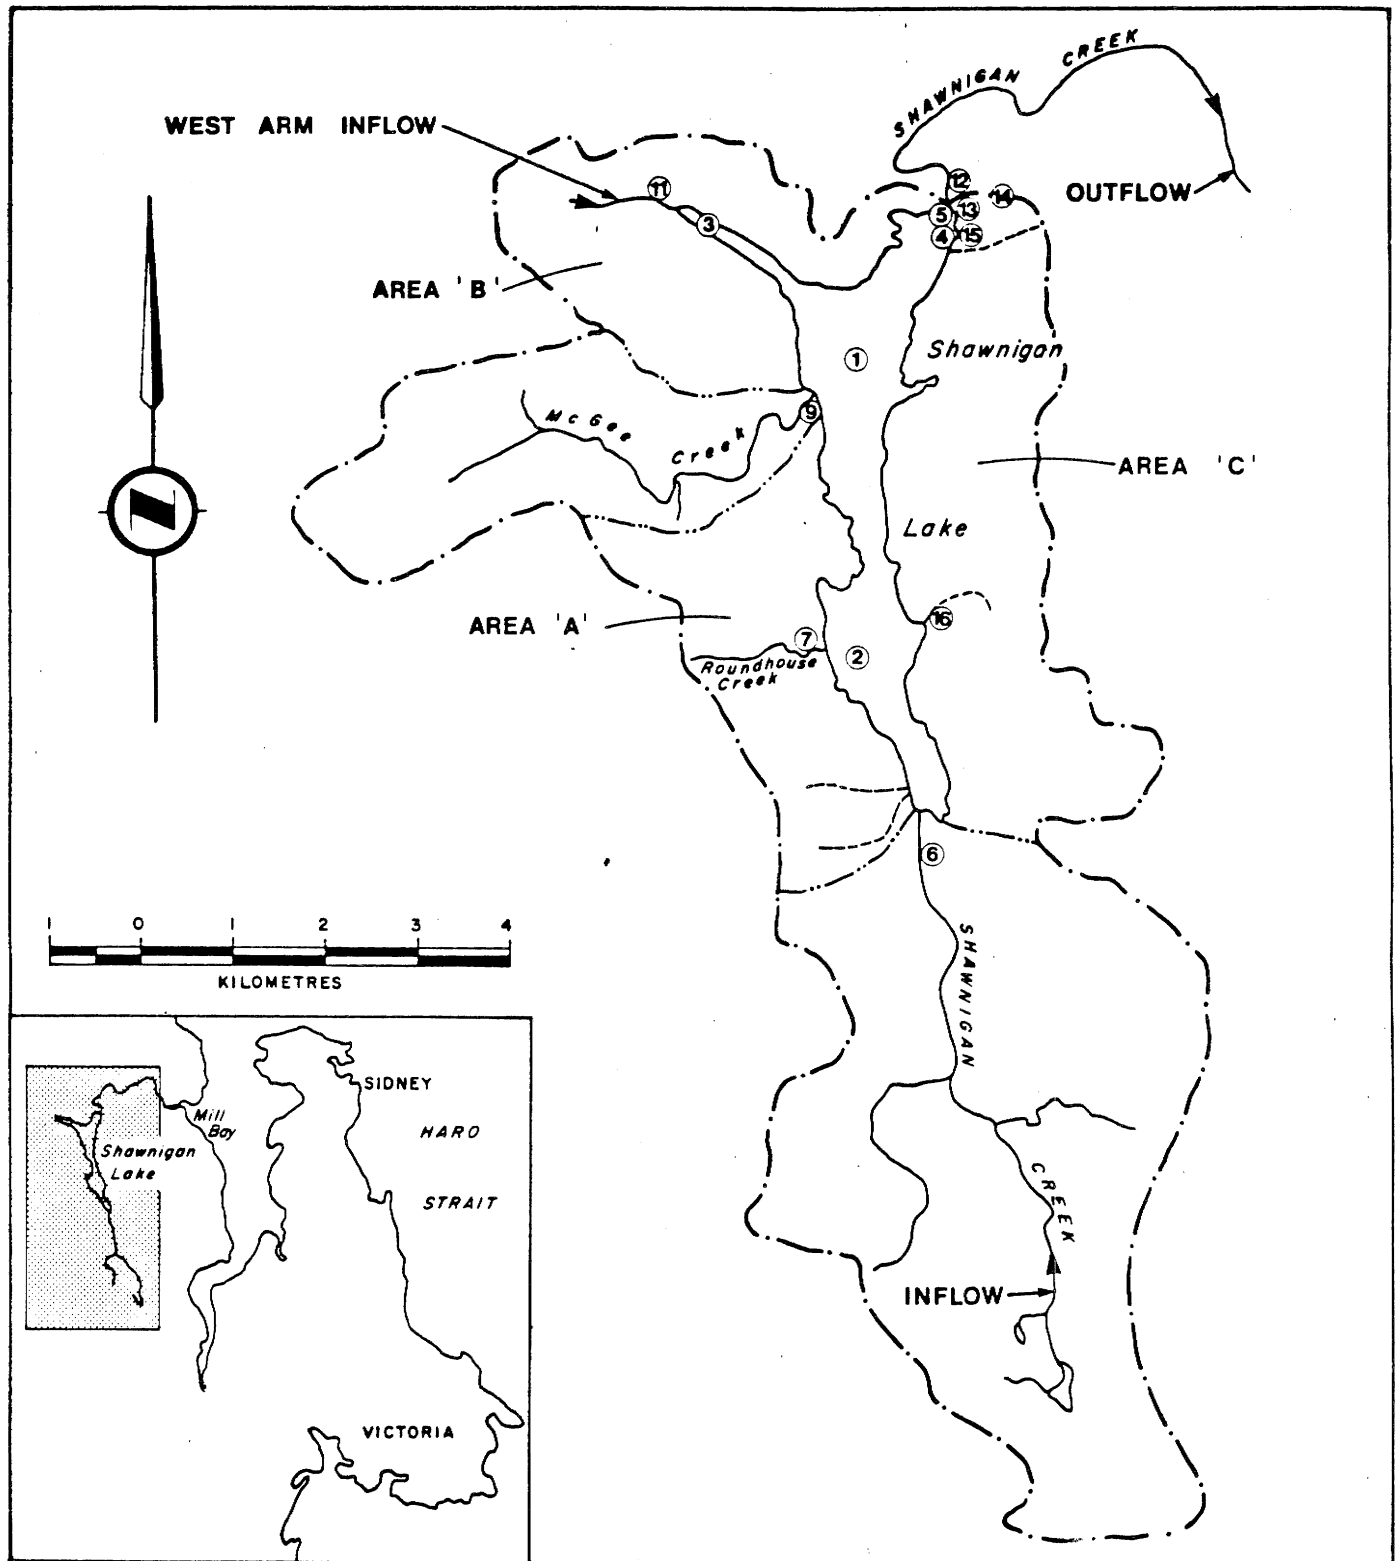 SHAWNIGAN CREEK
WEST ARM INFLOW
11
12
3
5
13
14
OUTFLOW
4
15
AREA 'B'
1
Shawnigan
McGee Creek
9
AREA 'C'
Lake
AREA 'A'
7
16
Roundhouse
Creek
2
6
1 0 1 2 3 4
KILOMETRES
SHAWNIGAN
CREEK
INFLOW
SIDNEY
Mill
Bay
HARO
Shawnigan
Lake
STRAIT
VICTORIA
N